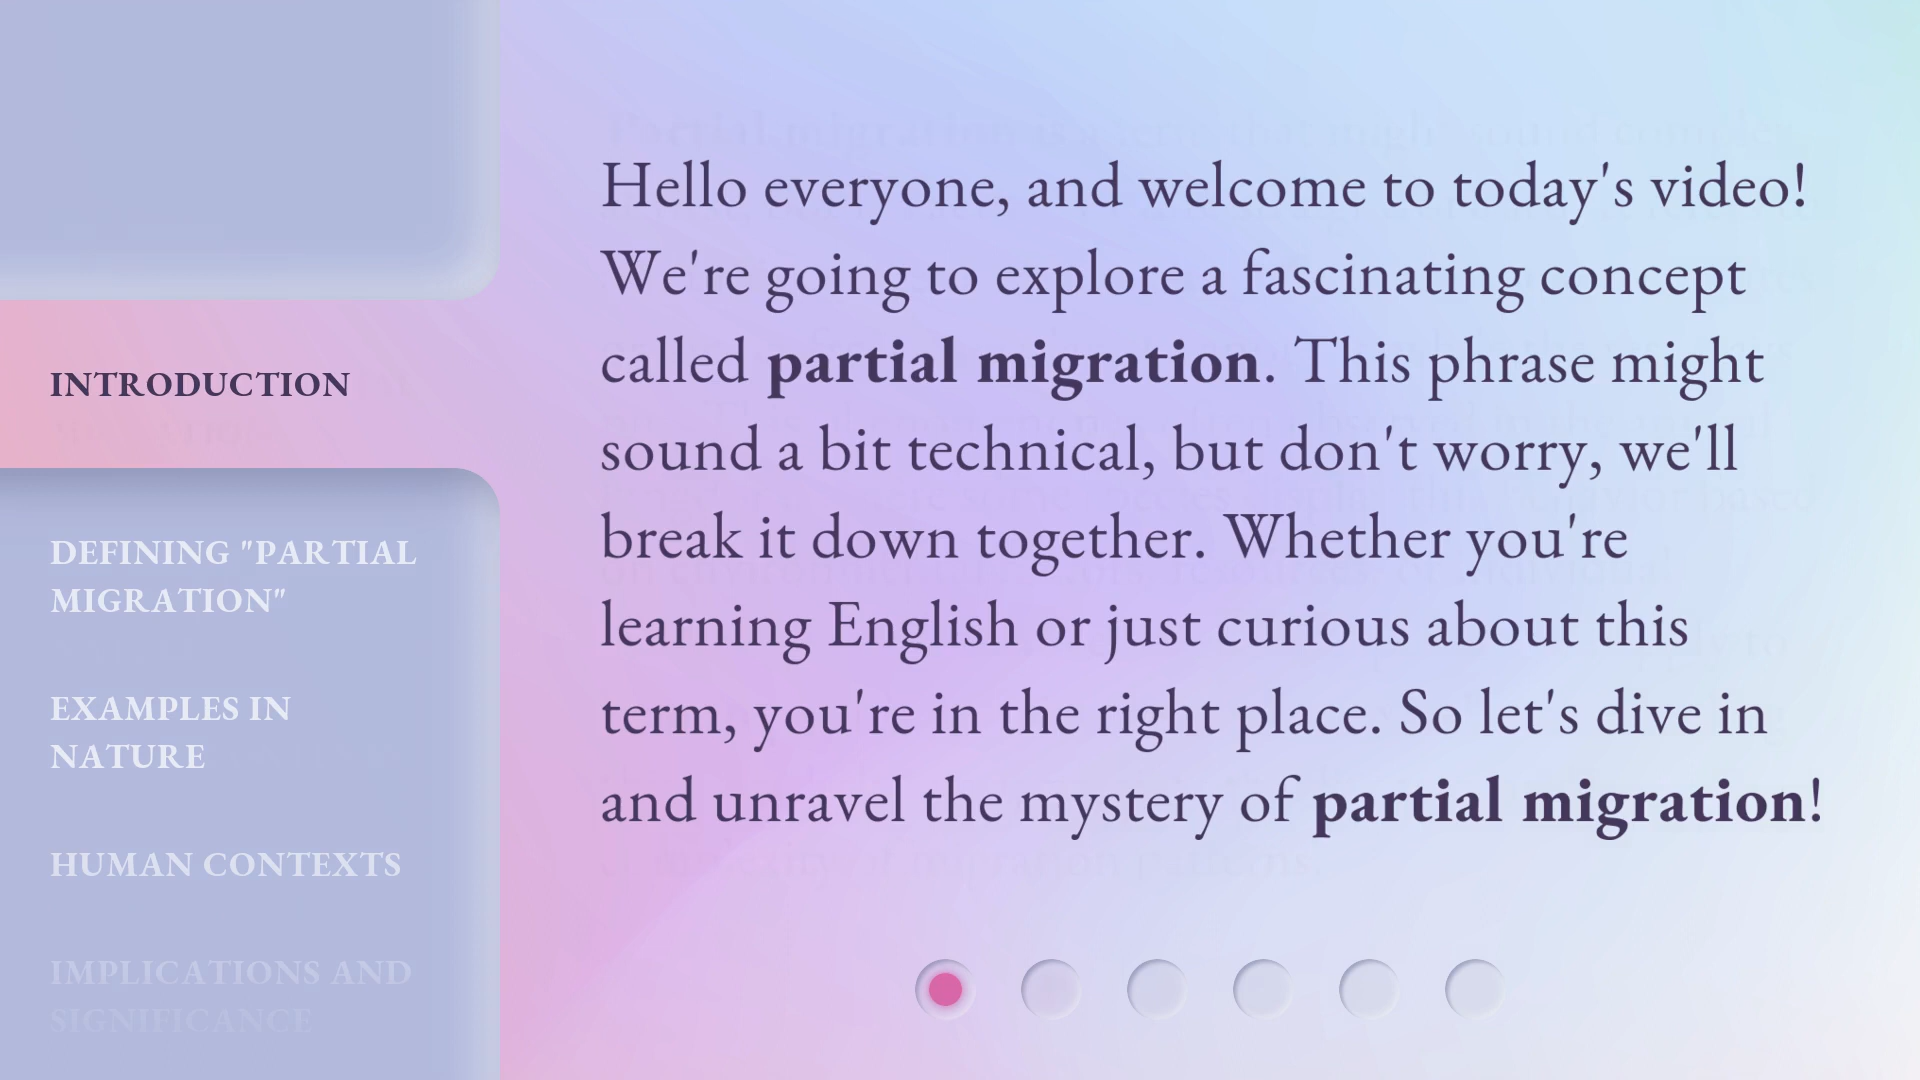 INTRODUCTION
DEFINING "PARTIAL
MIGRATION"
EXAMPLES IN
NATURE
HUMAN CONTEXTS
IMPLICATIONS AND
SIGNIFICANCE
Hello everyone, and welcome to today's video!
We're going to explore a fascinating concept
called partial migration. This phrase might
sound a bit technical, but don't worry, we'll
break it down together. Whether you're
learning English or just curious about this
term, you're in the right place. So let's dive in
and unravel the mystery of partial migration!